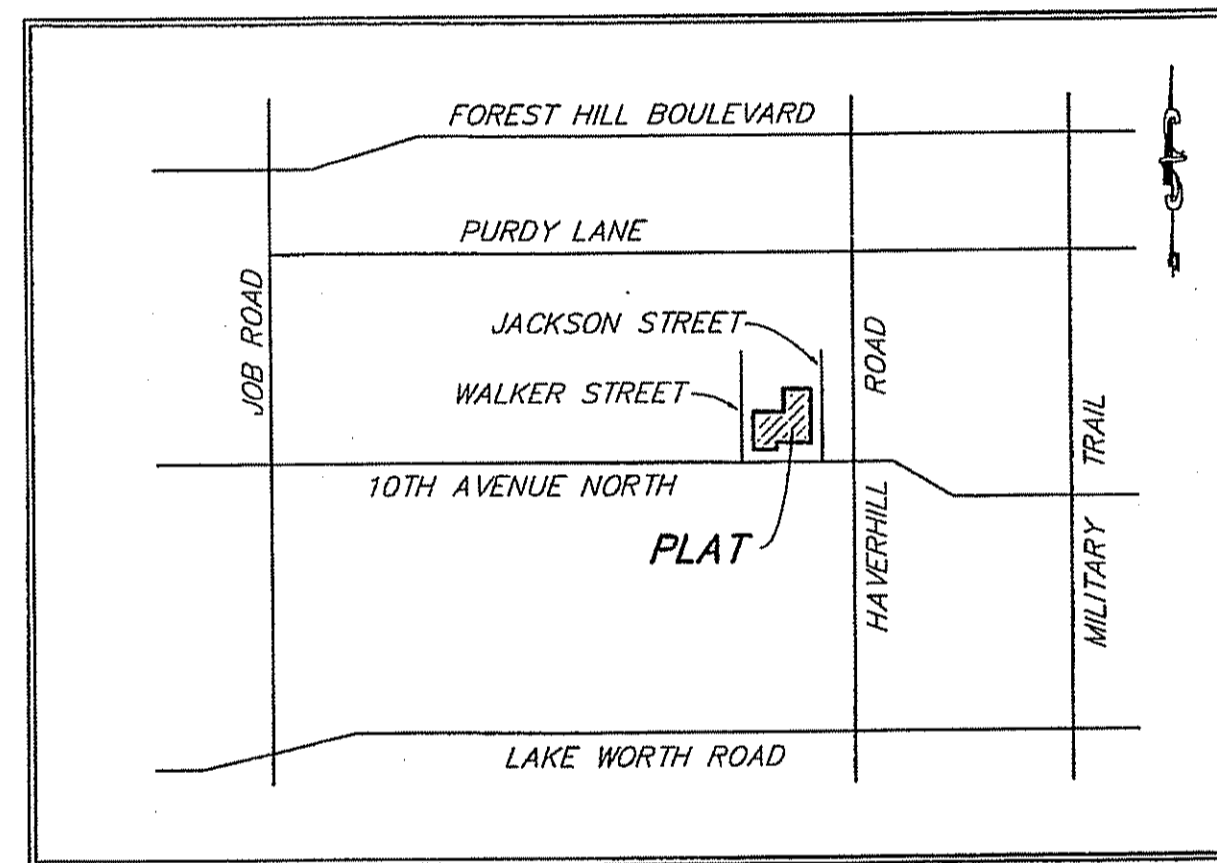 FOREST HILL BOULEVARD
PURDY LANE
JOB ROAD
JACKSON STREET
WALKER STREET
10TH AVENUE NORTH
PLAT
HAVERHILL ROAD
MILITARY TRAIL
LAKE WORTH ROAD